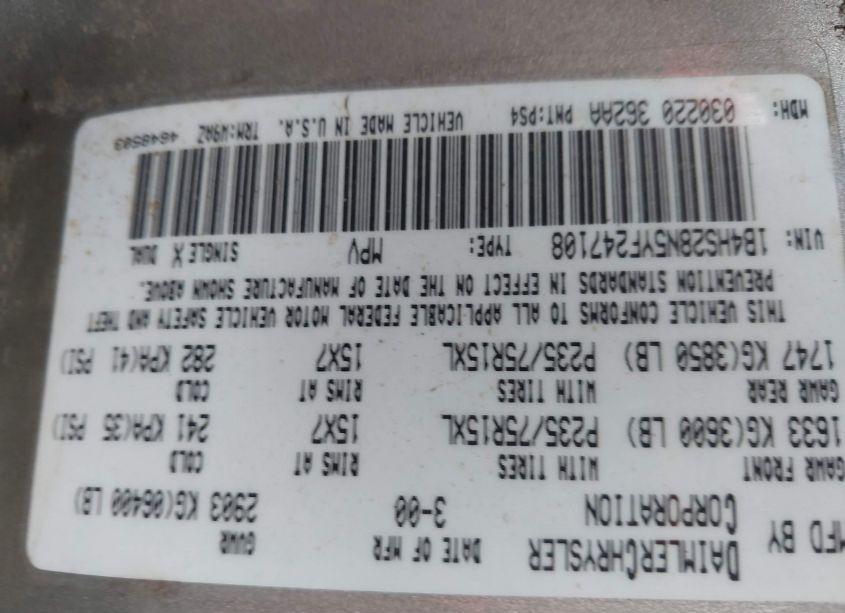 MFD BY DAIMLERCHRYSLER CORPORATION DATE OF MFR 3-00 GVWR 2903 KG(06400 LB)
GAWR FRONT WITH TIRES RIMS AT COLD
1633 KG(3600 LB) P235/75R15XL 15X7 241 KPA(35 PSI)
GAWR REAR WITH TIRES RIMS AT COLD
1747 KG(3850 LB) P235/75R15XL 15X7 282 KPA(41 PSI)
THIS VEHICLE CONFORMS TO ALL APPLICABLE FEDERAL MOTOR VEHICLE SAFETY AND THEFT
PREVENTION STANDARDS IN EFFECT ON THE DATE OF MANUFACTURE SHOWN ABOVE.
VIN: 1B4HS28N5YF247108 TYPE: MPV SINGLE X DUAL
MDH: 030220 362AA PNT:PS4 VEHICLE MADE IN U.S.A. TRM:W9AZ 4648503